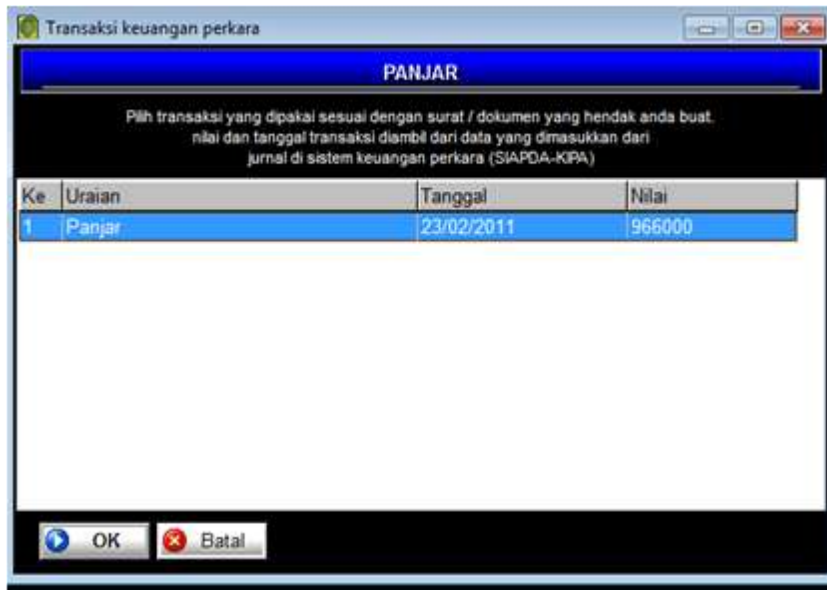 Transaksi keuangan perkara
PANJAR
Pilih transaksi yang dipakai sesuai dengan surat / dokumen yang hendak anda buat.
nilai dan tanggal transaksi diambil dari data yang dimasukkan dari
jurnal di sistem keuangan perkara (SIAPDA-KIPA)
Ke Uraian Tanggal Nilai
1 Panjar 23/02/2011 966000
OK Batal